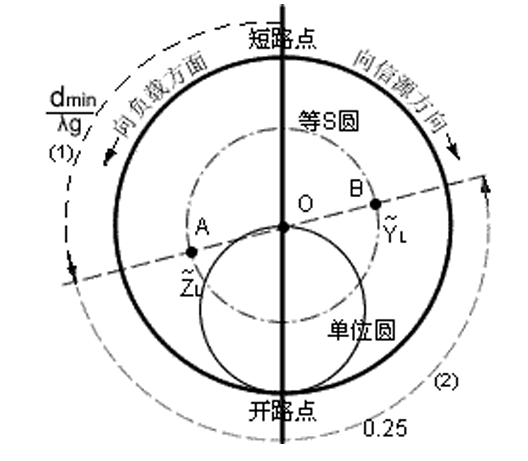 短路点
向负载方面
向信源方向
dmin
λg
(1)
等S圆
B
O
ỸL
A
Z̃L
单位圆
(2)
开路点
0.25